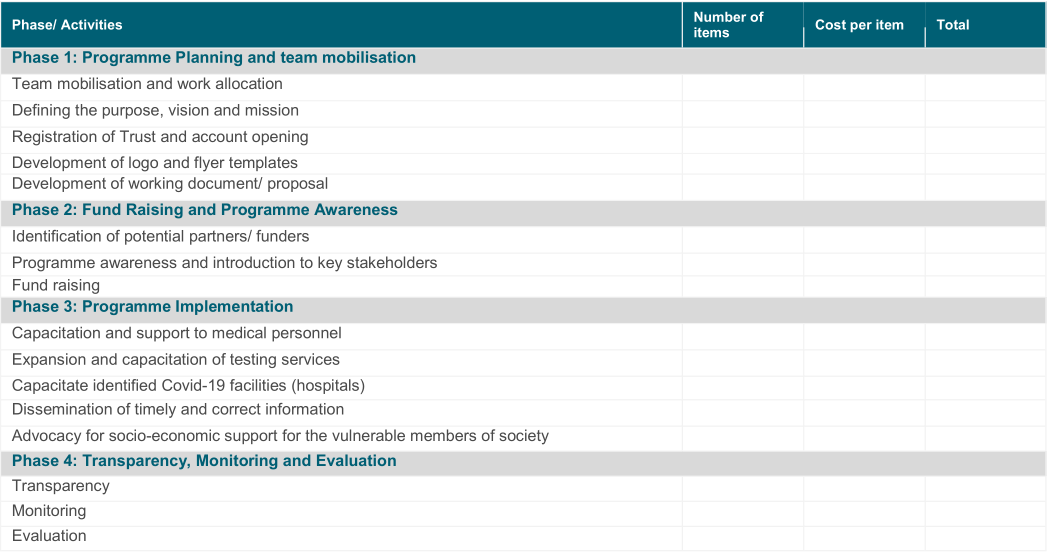 Phase/ Activities
Number of
items
Cost per item
Total
Phase 1: Programme Planning and team mobilisation
Team mobilisation and work allocation
Defining the purpose, vision and mission
Registration of Trust and account opening
Development of logo and flyer templates
Development of working document/ proposal
Phase 2: Fund Raising and Programme Awareness
Identification of potential partners/ funders
Programme awareness and introduction to key stakeholders
Fund raising
Phase 3: Programme Implementation
Capacitation and support to medical personnel
Expansion and capacitation of testing services
Capacitate identified Covid-19 facilities (hospitals)
Dissemination of timely and correct information
Advocacy for socio-economic support for the vulnerable members of society
Phase 4: Transparency, Monitoring and Evaluation
Transparency
Monitoring
Evaluation